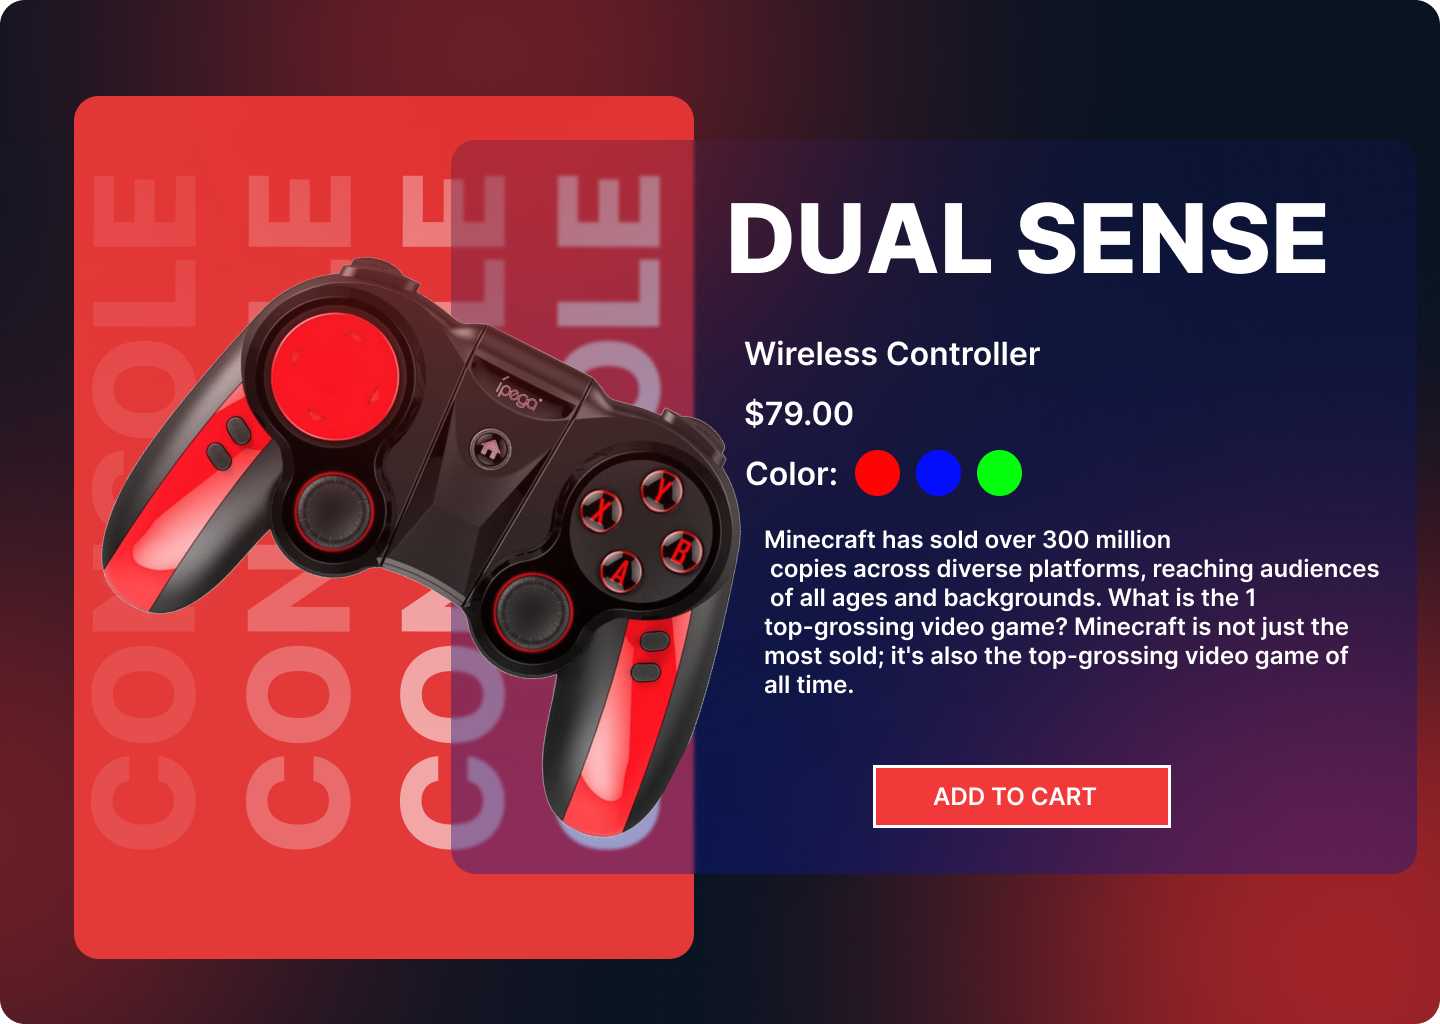 CONSOLE
CONSOLE
CONSOLE
CONSOLE
DUAL SENSE
ípega
Wireless Controller
$79.00
Color:
X
Y
B
A
Minecraft has sold over 300 million
copies across diverse platforms, reaching audiences
of all ages and backgrounds. What is the 1
top-grossing video game? Minecraft is not just the
most sold; it's also the top-grossing video game of
all time.
ADD TO CART